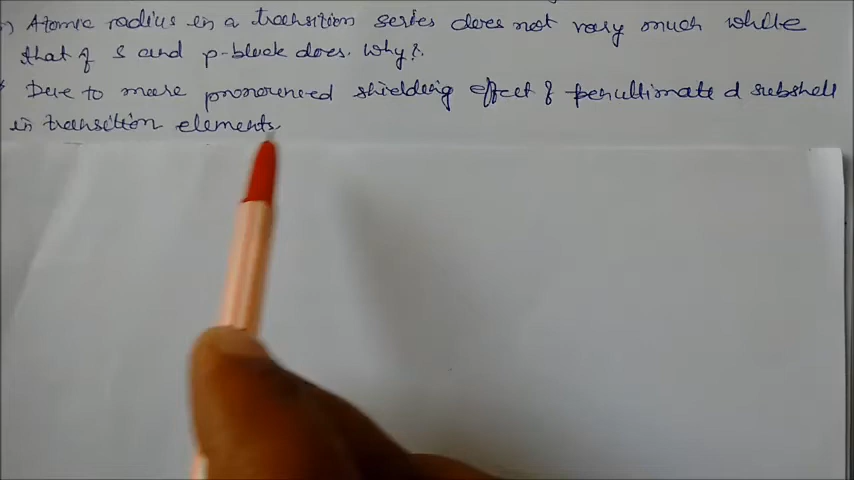 ) Atomic radius in a transition series does not vary much while
that of s and p-block does. Why?
Due to more pronounced shielding effect of penultimate d subshell
in transition elements.